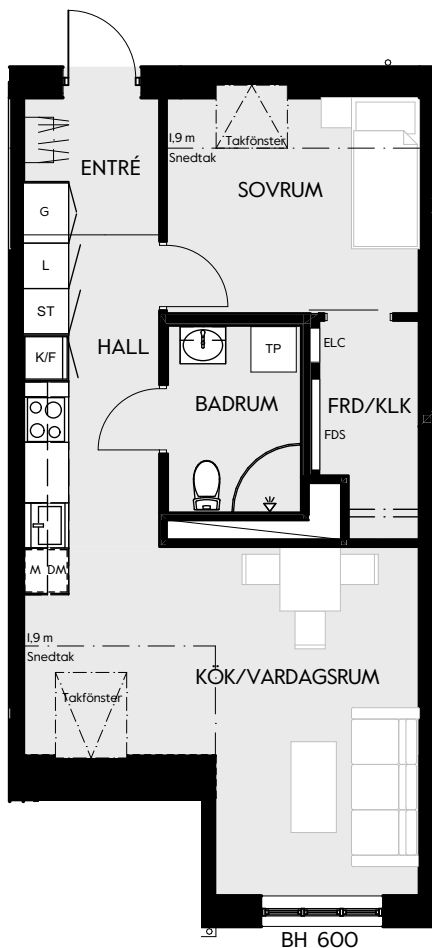 1,9 m
Snedtak
Takfönster
ENTRÉ
SOVRUM
G
L
ST
K/F
HALL
TP
ELC
BADRUM
FRD/KLK
FDS
M DM
1,9 m
Snedtak
Takfönster
KÖK/VARDAGSRUM
BH 600